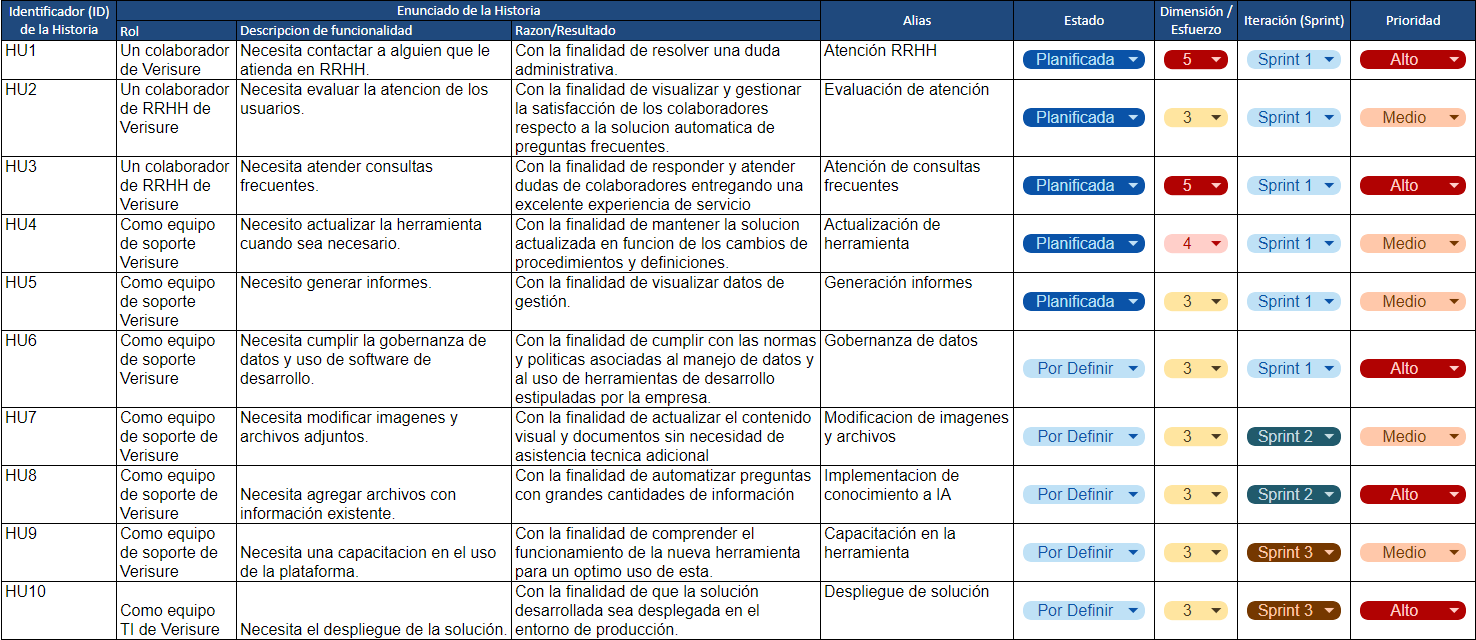 Identificador (ID) de la Historia
Enunciado de la Historia
Rol
Descripcion de funcionalidad
Razon/Resultado
Alias
Estado
Dimensión / Esfuerzo
Iteración (Sprint)
Prioridad
HU1
Un colaborador
de Verisure
Necesita contactar a alguien que le
atienda en RRHH.
Con la finalidad de resolver una duda
administrativa.
Atención RRHH
Planificada
5
Sprint 1
Alto
HU2
Un colaborador
de RRHH de
Verisure
Necesita evaluar la atencion de los
usuarios.
Con la finalidad de visualizar y gestionar
la satisfacción de los colaboradores
respecto a la solucion automatica de
preguntas frecuentes.
Evaluación de atención
Planificada
3
Sprint 1
Medio
HU3
Un colaborador
de RRHH de
Verisure
Necesita atender consultas
frecuentes.
Con la finalidad de responder y atender
dudas de colaboradores entregando una
excelente experiencia de servicio
Atención de consultas
frecuentes
Planificada
5
Sprint 1
Alto
HU4
Como equipo
de soporte
Verisure
Necesito actualizar la herramienta
cuando sea necesario.
Con la finalidad de mantener la solucion
actualizada en funcion de los cambios de
procedimientos y definiciones.
Actualización de
herramienta
Planificada
4
Sprint 1
Medio
HU5
Como equipo
de soporte
Verisure
Necesito generar informes.
Con la finalidad de visualizar datos de
gestión.
Generación informes
Planificada
3
Sprint 1
Medio
HU6
Como equipo
de soporte
Verisure
Necesita cumplir la gobernanza de
datos y uso de software de
desarrollo.
Con la finalidad de cumplir con las normas
y politicas asociadas al manejo de datos y
al uso de herramientas de desarrollo
estipuladas por la empresa.
Gobernanza de datos
Por Definir
3
Sprint 1
Alto
HU7
Como equipo
de soporte de
Verisure
Necesita modificar imagenes y
archivos adjuntos.
Con la finalidad de actualizar el contenido
visual y documentos sin necesidad de
asistencia tecnica adicional
Modificacion de imagenes
y archivos
Por Definir
3
Sprint 2
Medio
HU8
Como equipo
de soporte de
Verisure
Necesita agregar archivos con
información existente.
Con la finalidad de automatizar preguntas
con grandes cantidades de información
Implementacion de
conocimiento a IA
Por Definir
3
Sprint 2
Alto
HU9
Como equipo
de soporte de
Verisure
Necesita una capacitacion en el uso
de la plataforma.
Con la finalidad de comprender el
funcionamiento de la nueva herramienta
para un optimo uso de esta.
Capacitación en la
herramienta
Por Definir
3
Sprint 3
Medio
HU10
Como equipo
TI de Verisure
Necesita el despliegue de la solución.
Con la finalidad de que la solución
desarrollada sea desplegada en el
entorno de producción.
Despliegue de solución
Por Definir
3
Sprint 3
Alto